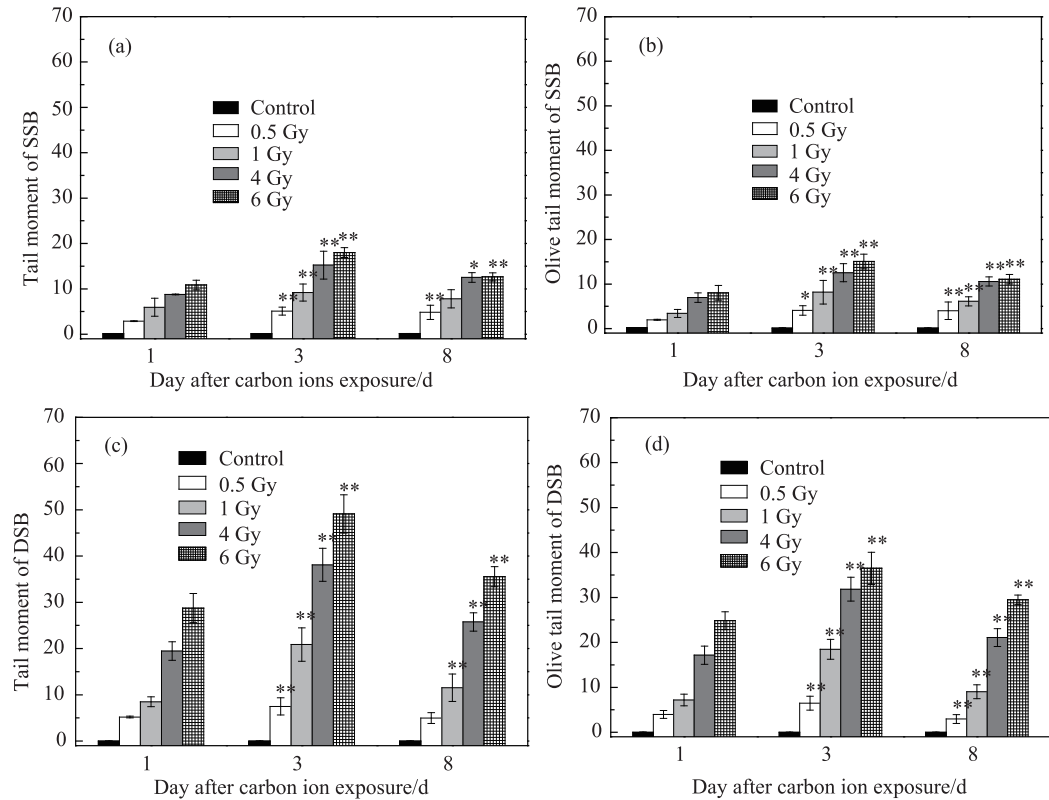 (a)
70
60
50
40
30
20
10
0
Tail moment of SSB
Control
0.5 Gy
1 Gy
4 Gy
6 Gy
** ** ** ** ** * **
1 3 8
Day after carbon ions exposure/d
(b)
70
60
50
40
30
20
10
0
Olive tail moment of SSB
Control
0.5 Gy
1 Gy
4 Gy
6 Gy
* ** ** ** ** ** ** **
1 3 8
Day after carbon ion exposure/d
(c)
70
60
50
40
30
20
10
0
Tail moment of DSB
Control
0.5 Gy
1 Gy
4 Gy
6 Gy
** ** ** ** ** ** **
1 3 8
Day after carbon ion exposure/d
(d)
70
60
50
40
30
20
10
0
Olive tail moment of DSB
Control
0.5 Gy
1 Gy
4 Gy
6 Gy
** ** ** ** ** ** ** **
1 3 8
Day after carbon ion exposure/d